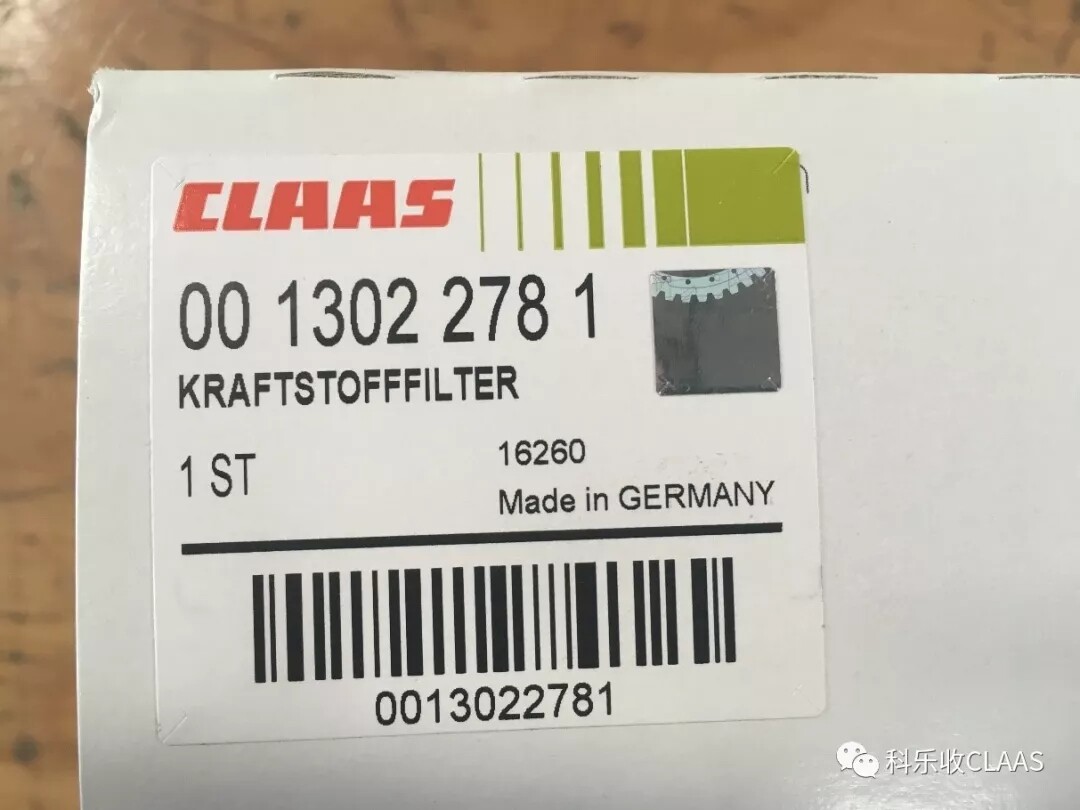 CLAAS
00 1302 278 1
KRAFTSTOFFFILTER
1 ST
16260
Made in GERMANY
0013022781
科乐收CLAAS